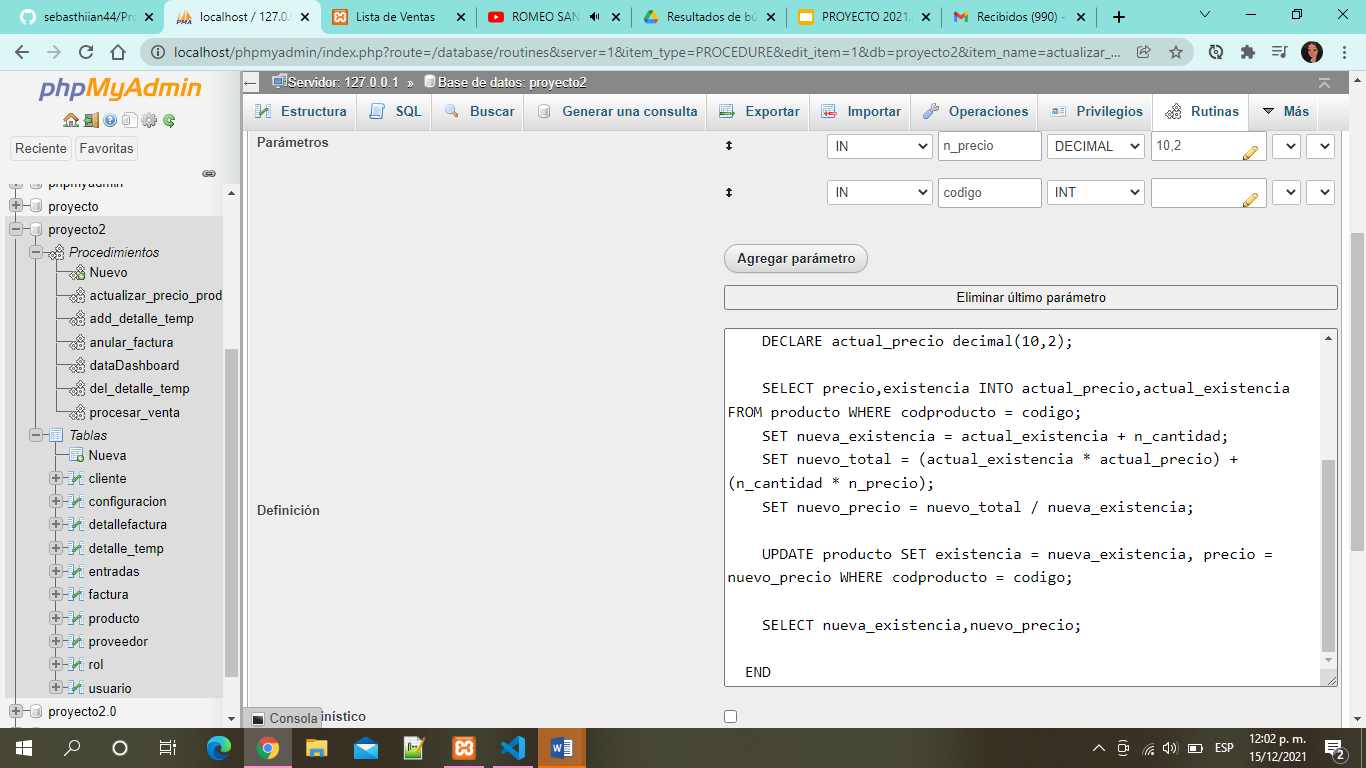 sebasthiian44/Pro
localhost / 127.0.
Lista de Ventas
ROMEO SAN
Resultados de bú
PROYECTO 2021.
Recibidos (990) -
localhost/phpmyadmin/index.php?route=/database/routines&server=1&item_type=PROCEDURE&edit_item=1&db=proyecto2&item_name=actualizar_...
phpMyAdmin
Reciente
Favoritas
phpmyadmin
proyecto
proyecto2
Procedimientos
Nuevo
actualizar_precio_prod
add_detalle_temp
anular_factura
dataDashboard
del_detalle_temp
procesar_venta
Tablas
Nueva
cliente
configuracion
detallefactura
detalle_temp
entradas
factura
producto
proveedor
rol
usuario
proyecto2.0
Servidor: 127.0.0.1 » Base de datos: proyecto2
Estructura
SQL
Buscar
Generar una consulta
Exportar
Importar
Operaciones
Privilegios
Rutinas
Más
Parámetros
IN n_precio DECIMAL 10,2
IN codigo INT
Agregar parámetro
Eliminar último parámetro
Definición
DECLARE actual_precio decimal(10,2);
SELECT precio,existencia INTO actual_precio,actual_existencia
FROM producto WHERE codproducto = codigo;
SET nueva_existencia = actual_existencia + n_cantidad;
SET nuevo_total = (actual_existencia * actual_precio) +
(n_cantidad * n_precio);
SET nuevo_precio = nuevo_total / nueva_existencia;
UPDATE producto SET existencia = nueva_existencia, precio =
nuevo_precio WHERE codproducto = codigo;
SELECT nueva_existencia,nuevo_precio;
END
Consola
inístico
ESP
12:02 p. m.
15/12/2021
2